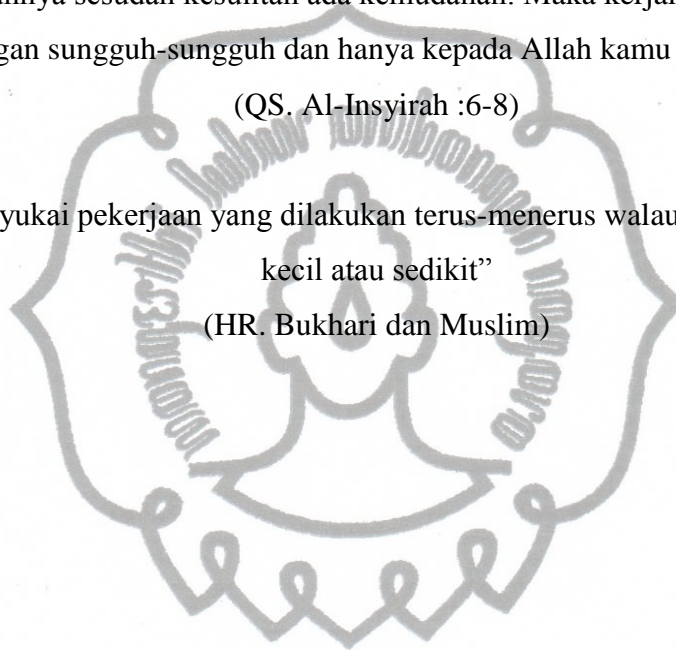 sesudah kesulitan ada kemudahan. Maka
gan sungguh-sungguh dan hanya kepada Allah kamu
(QS. Al-Insyirah :6-8)
yukai pekerjaan yang dilakukan terus-menerus walau
kecil atau sedikit”
(HR. Bukhari dan Muslim)